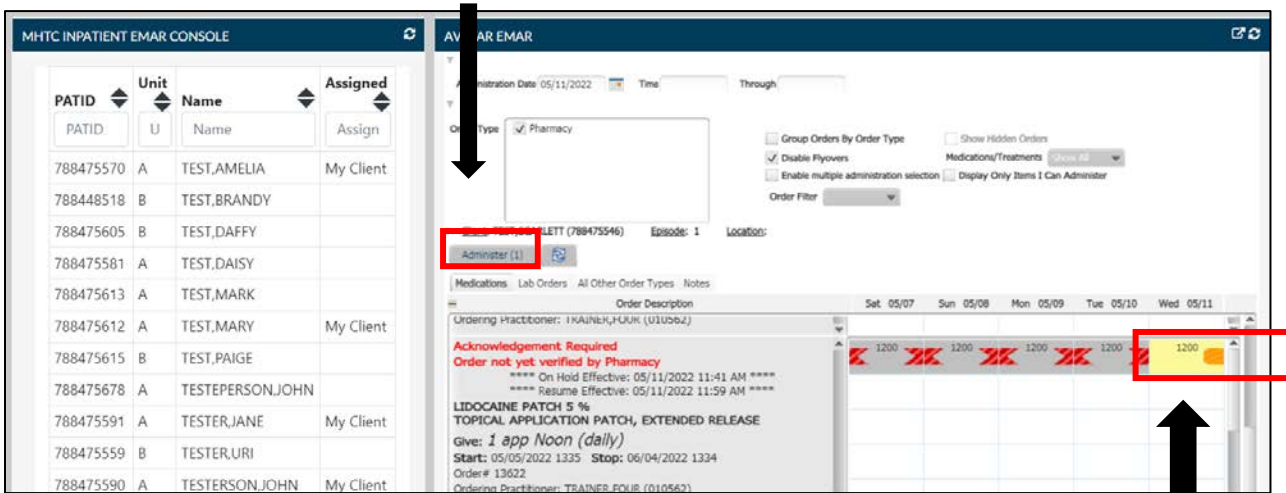 MHTC INPATIENT EMAR CONSOLE
PATID Unit Name Assigned
PATID U Name Assign
788475570 A TEST,AMELIA My Client
788448518 B TEST,BRANDY
788475605 B TEST,DAFFY
788475581 A TEST,DAISY
788475613 A TEST,MARK
788475612 A TEST,MARY My Client
788475615 B TEST,PAIGE
788475678 A TESTEPERSON,JOHN
788475591 A TESTER,JANE My Client
788475559 B TESTER,URI
788475590 A TESTERSON,JOHN My Client
AR EMAR
Date 05/11/2022 Time Through
Type Pharmacy
Group Orders By Order Type Show Hidden Orders
Disable Flyovers Medications/Treatments Show All
Enable multiple administration selection Display Only Items I Can Administer
Order Filter
(788475546) Episode: 1 Location:
Administer (1)
Medications Lab Orders All Other Order Types Notes
Order Description Sat 05/07 Sun 05/08 Mon 05/09 Tue 05/10 Wed 05/11
Ordering Practitioner: TRAINER,FOUR (010562)
Acknowledgement Required 1200 1200 1200 1200 1200
Order not yet verified by Pharmacy
**** On Hold Effective: 05/11/2022 11:41 AM ****
**** Resume Effective: 05/11/2022 11:59 AM ****
LIDOCAINE PATCH 5 %
TOPICAL APPLICATION PATCH, EXTENDED RELEASE
Give: 1 app Noon (daily)
Start: 05/05/2022 1335 Stop: 06/04/2022 1334
Order# 13622
Ordering Practitioner: TRAINER,FOUR (010562)